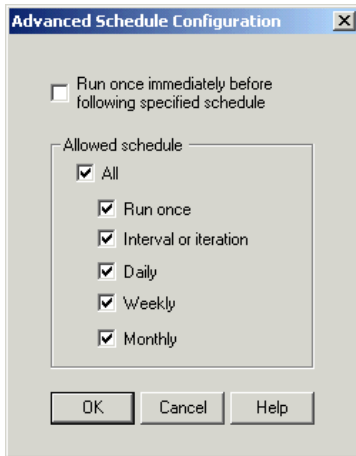 Advanced Schedule Configuration
Run once immediately before
following specified schedule
Allowed schedule
All
Run once
Interval or iteration
Daily
Weekly
Monthly
OK Cancel Help